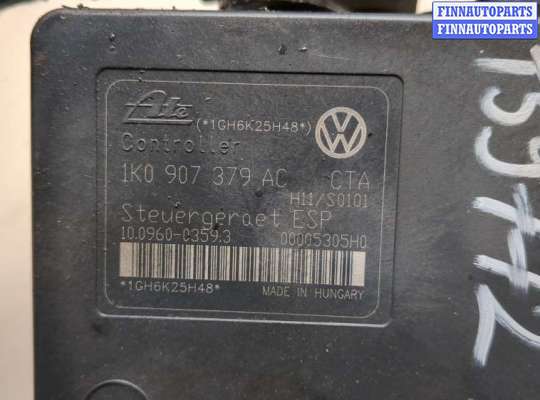 FINNAUTOPARTS
FINNAUTOPARTS
Ate (*1GH6K25H48*)
Controller
1K0 907 379 AC CTA
H11/S0101
Steuergeraet ESP
10.0960-0359.3 00005305H0
*1GH6K25H48* MADE IN HUNGARY